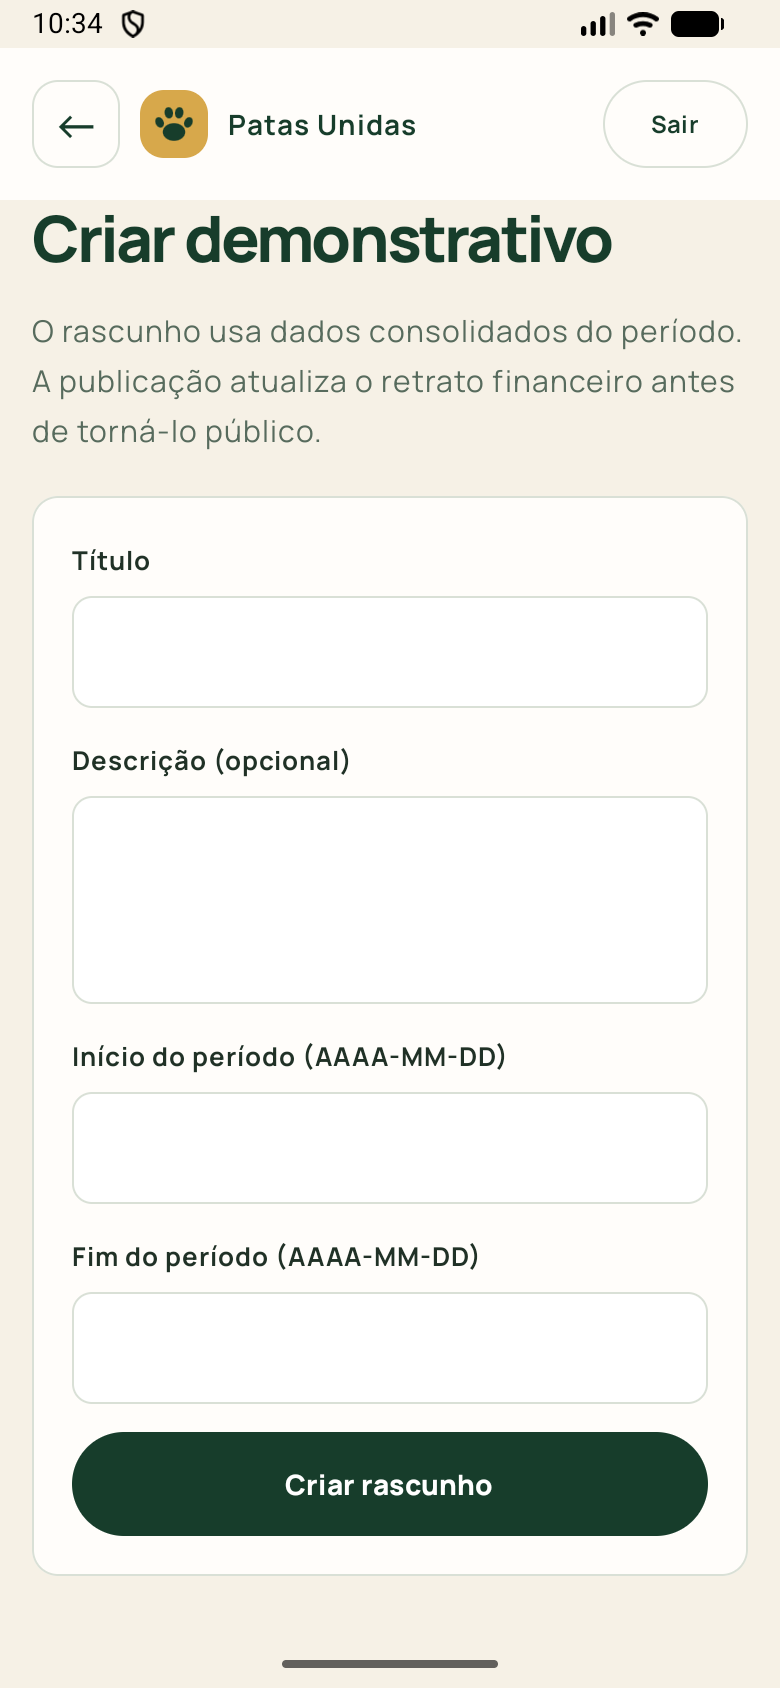 10:34
Patas Unidas
Sair
Criar demonstrativo
O rascunho usa dados consolidados do período.
A publicação atualiza o retrato financeiro antes
de torná-lo público.
Título
Descrição (opcional)
Início do período (AAAA-MM-DD)
Fim do período (AAAA-MM-DD)
Criar rascunho